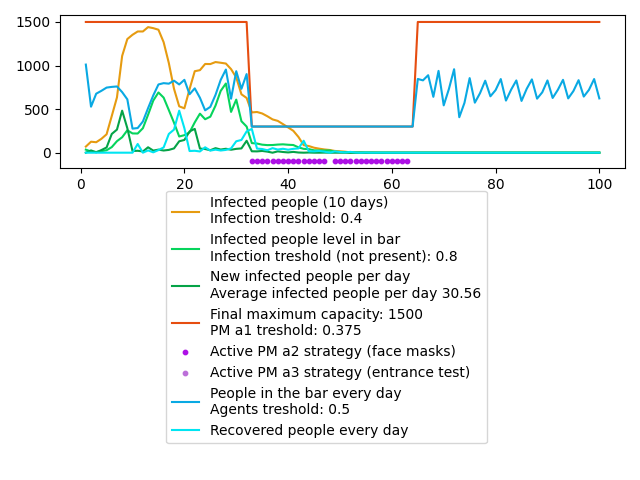 1500
1000
500
0
0
20
40
60
80
100
Infected people (10 days)
Infection treshold: 0.4
Infected people level in bar
Infection treshold (not present): 0.8
New infected people per day
Average infected people per day 30.56
Final maximum capacity: 1500
PM a1 treshold: 0.375
Active PM a2 strategy (face masks)
Active PM a3 strategy (entrance test)
People in the bar every day
Agents treshold: 0.5
Recovered people every day